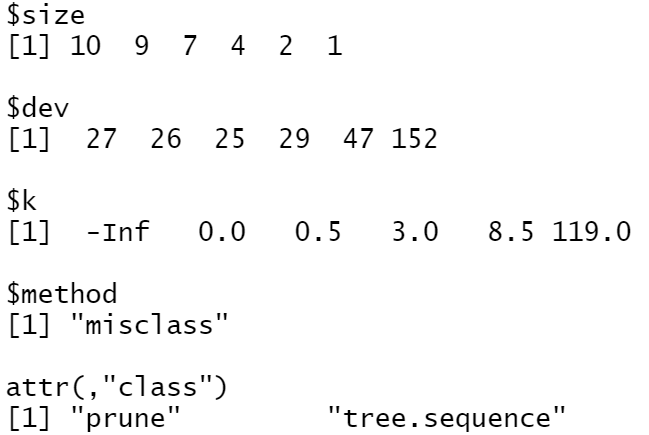 $size
[1] 10  9  7  4  2  1
$dev
[1]  27  26  25  29  47 152
$k
[1]  -Inf   0.0   0.5   3.0   8.5 119.0
$method
[1] "misclass"
attr(,"class")
[1] "prune"         "tree.sequence"